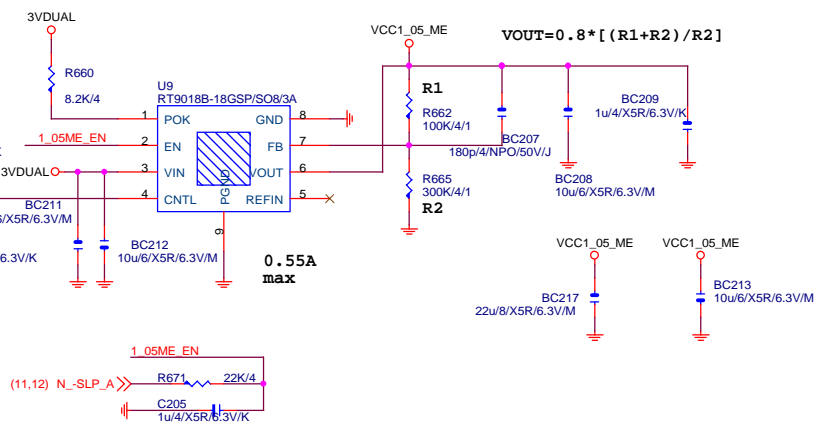 3VDUAL
VCC1_05_ME
VOUT=0.8*[(R1+R2)/R2]
R660
8.2K/4
U9
RT9018B-18GSP/SO8/3A
R1
R662
100K/4/1
BC209
1u/4/X5R/6.3V/K
1 POK
GND 8
1_05ME_EN
2 EN
FB 7
BC207
180p/4/NPO/50V/J
3VDUAL
3 VIN
VOUT 6
R665
300K/4/1
BC208
10u/6/X5R/6.3V/M
4 CNTL
PGND
REFIN 5
R2
BC211
6/X5R/6.3V/M
9
BC212
10u/6/X5R/6.3V/M
6.3V/K
0.55A
max
VCC1_05_ME
VCC1_05_ME
BC217
22u/8/X5R/6.3V/M
BC213
10u/6/X5R/6.3V/M
1_05ME_EN
(11,12) N_-SLP_A
R671
22K/4
C205
1u/4/X5R/6.3V/K